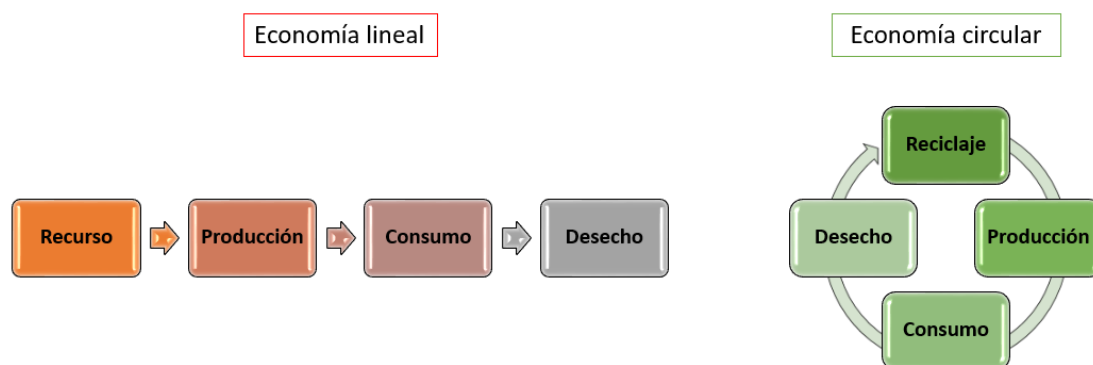 Economía lineal
Recurso
Producción
Consumo
Desecho
Economía circular
Reciclaje
Desecho
Producción
Consumo